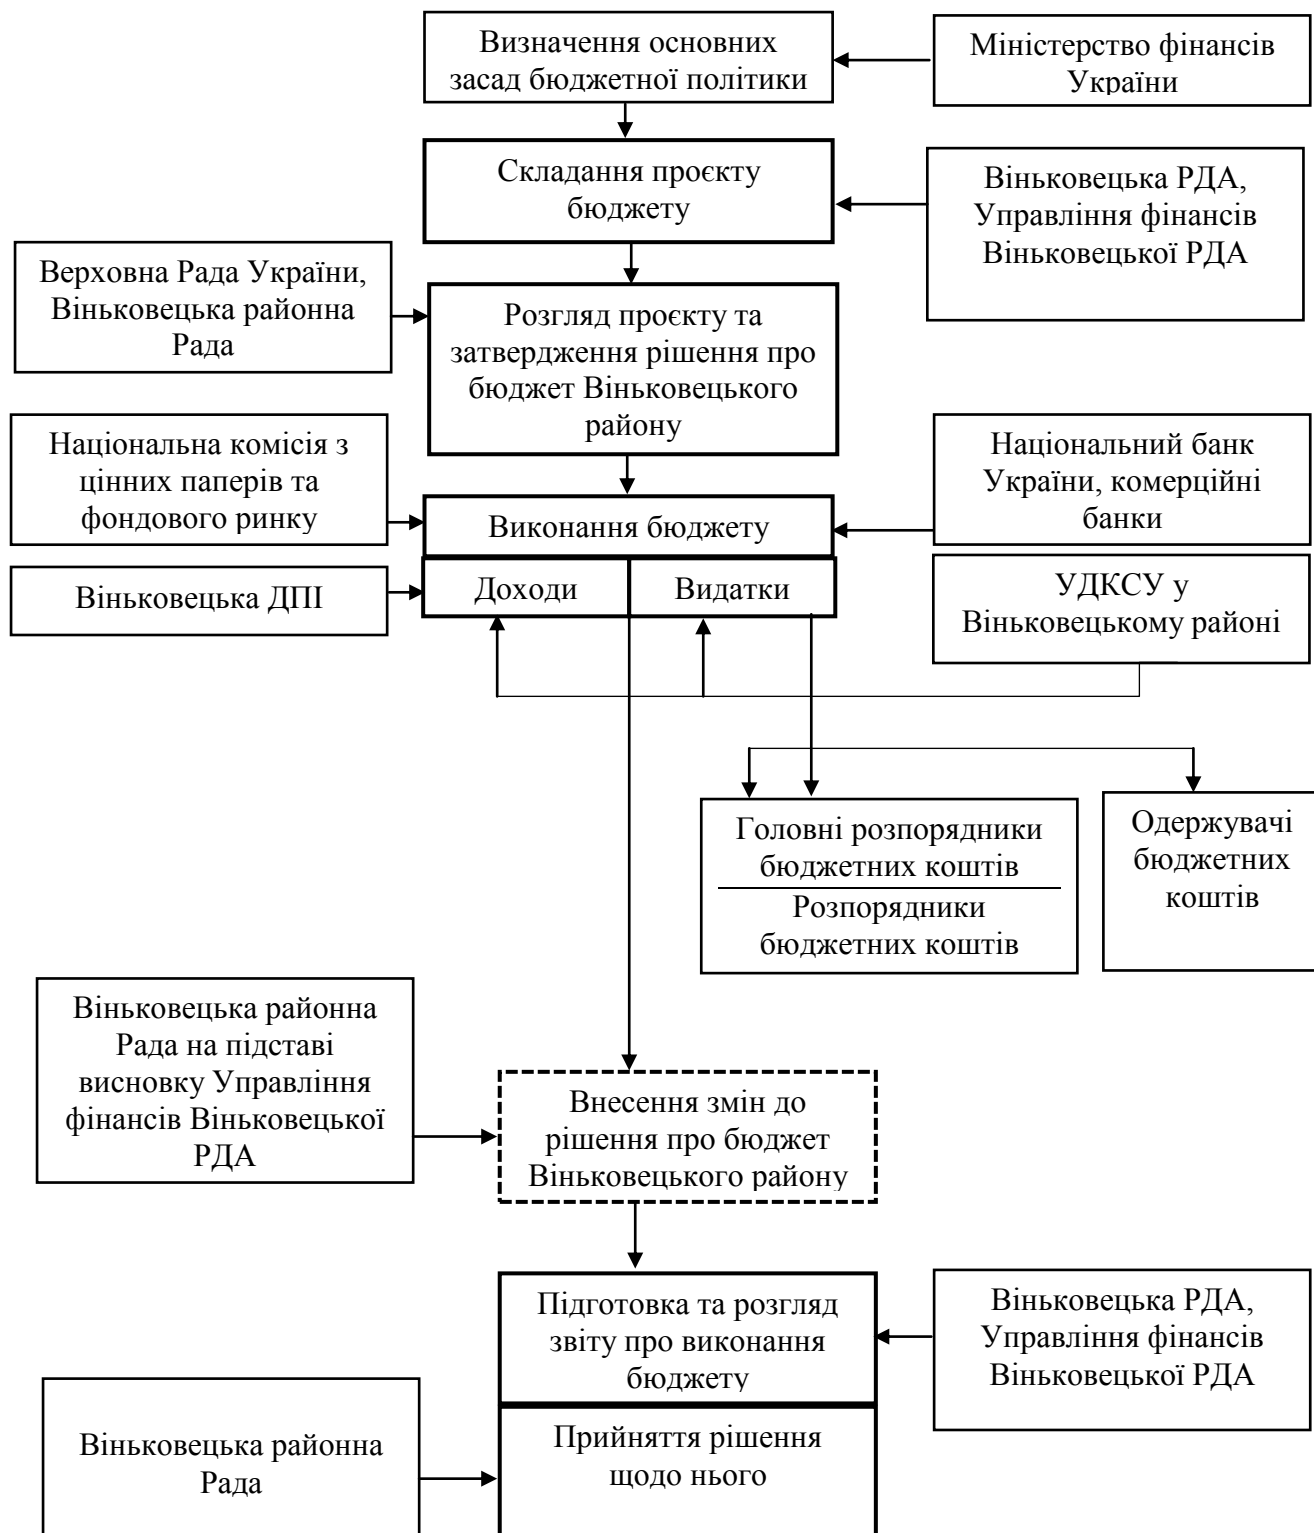 Визначення основних
засад бюджетної політики
Міністерство фінансів
України
Складання проєкту
бюджету
Віньковецька РДА,
Управління фінансів
Віньковецької РДА
Верховна Рада України,
Віньковецька районна
Рада
Розгляд проєкту та
затвердження рішення про
бюджет Віньковецького
району
Національна комісія з
цінних паперів та
фондового ринку
Виконання бюджету
Національний банк
України, комерційні
банки
Віньковецька ДПІ
Доходи
Видатки
УДКСУ у
Віньковецькому районі
Головні розпорядники
бюджетних коштів
Розпорядники
бюджетних коштів
Одержувачі
бюджетних
коштів
Віньковецька районна
Рада на підставі
висновку Управління
фінансів Віньковецької
РДА
Внесення змін до
рішення про бюджет
Віньковецького району
Підготовка та розгляд
звіту про виконання
бюджету
Віньковецька РДА,
Управління фінансів
Віньковецької РДА
Віньковецька районна
Рада
Прийняття рішення
щодо нього